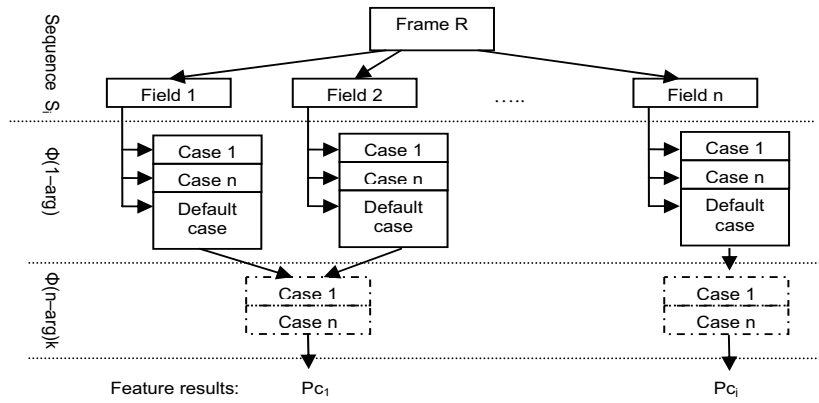 Sequence Sᵢ
Frame R
Field 1
Field 2
.....
Field n
Φ(1–arg)
Case 1
Case n
Default case
Case 1
Case n
Default case
Case 1
Case n
Default case
Φ(n–arg)k
Case 1
Case n
Case 1
Case n
Feature results:
Pc₁
Pcⱼ